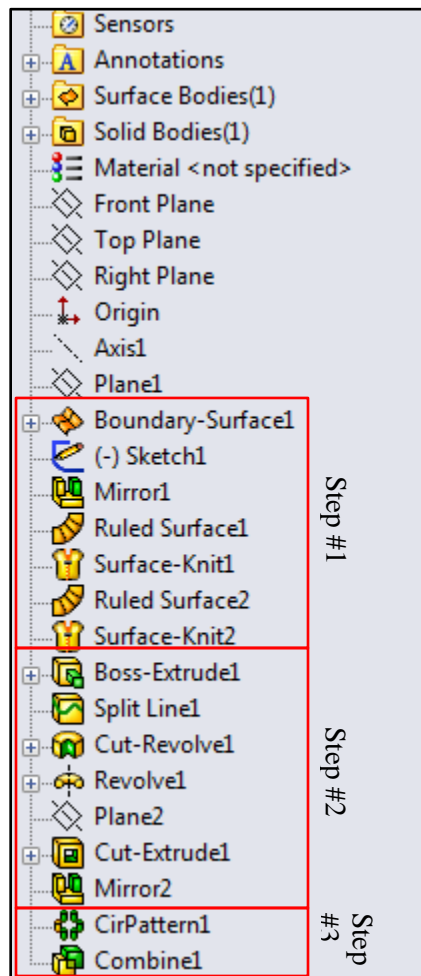 Sensors
Annotations
Surface Bodies(1)
Solid Bodies(1)
Material <not specified>
Front Plane
Top Plane
Right Plane
Origin
Axis1
Plane1
Boundary-Surface1
(-) Sketch1
Mirror1
Ruled Surface1
Surface-Knit1
Ruled Surface2
Surface-Knit2
Step #1
Boss-Extrude1
Split Line1
Cut-Revolve1
Revolve1
Plane2
Cut-Extrude1
Mirror2
Step #2
CirPattern1
Combine1
Step
#3